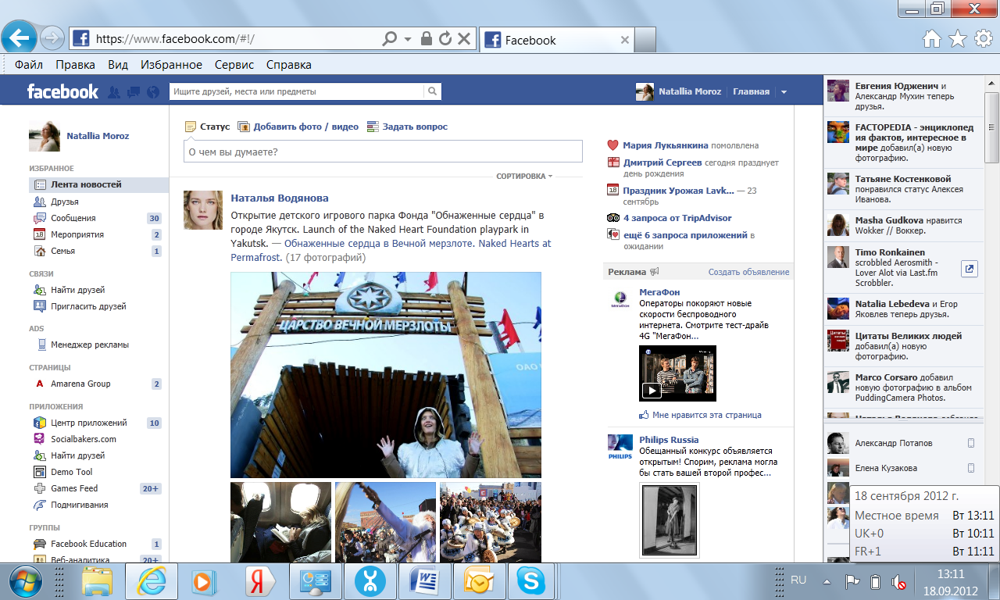 https://www.facebook.com/#!/
Facebook
Файл Правка Вид Избранное Сервис Справка
facebook
Ищите друзей, места или предметы
Natallia Moroz Главная
Natallia Moroz
ИЗБРАННОЕ
Лента новостей
Друзья
Сообщения 30
Мероприятия 2
Семья 1
СВЯЗИ
Найти друзей
Пригласить друзей
ADS
Менеджер рекламы
СТРАНИЦЫ
Amarena Group 2
ПРИЛОЖЕНИЯ
Центр приложений 10
Socialbakers.com
Найти друзей
Demo Tool
Games Feed 20+
Подмигивания
ГРУППЫ
Facebook Education 1
Веб-аналитика 20+
Статус Добавить фото / видео Задать вопрос
О чем вы думаете?
СОРТИРОВКА
Наталья Водянова
Открытие детского игрового парка Фонда "Обнаженные сердца" в
городе Якутск. Launch of the Naked Heart Foundation playpark in
Yakutsk. — Обнаженные сердца в Вечной мерзлоте. Naked Hearts at
Permafrost. (17 фотографий)
ЦАРСТВО ВЕЧНОЙ МЕРЗЛОТЫ
ОАО
Мария Лукьянкина помолвлена
Дмитрий Сергеев сегодня празднует
день рождения
18
Праздник Урожая Lavk... — 23
сентябрь
4 запроса от TripAdvisor
ещё 6 запроса приложений в
ожидании
Реклама Создать объявление
МегаФон
МегаФон
Операторы покоряют новые
скорости беспроводного
интернета. Смотрите тест-драйв
4G "МегаФон...
Мне нравится эта страница
PHILIPS
Philips Russia
Обещанный конкурс объявляется
открытым! Спорим, реклама могла
бы стать вашей второй професс...
Евгения Юдженич и
Александр Мухин теперь
друзья.
FACTOPEDIA - энциклопед
ия фактов, интересное в
мире добавил(а) новую
фотографию.
Татьяне Костенковой
понравился статус Алексея
Иванова.
Masha Gudkova нравится
Wokker // Воккер.
Timo Ronkainen
scrobbled Aerosmith -
Lover Alot via Last.fm
Scrobbler.
Natalia Lebedeva и Егор
Яковлев теперь друзья.
Цитаты Великих людей
добавил(а) новую
фотографию.
Marco Corsaro добавил
новую фотографию в альбом
PuddingCamera Photos.
Александр Потапов
Елена Кузакова
18 сентября 2012 г.
Местное время Вт 13:11
UK+0 Вт 10:11
FR+1 Вт 11:11
RU
13:11
18.09.2012